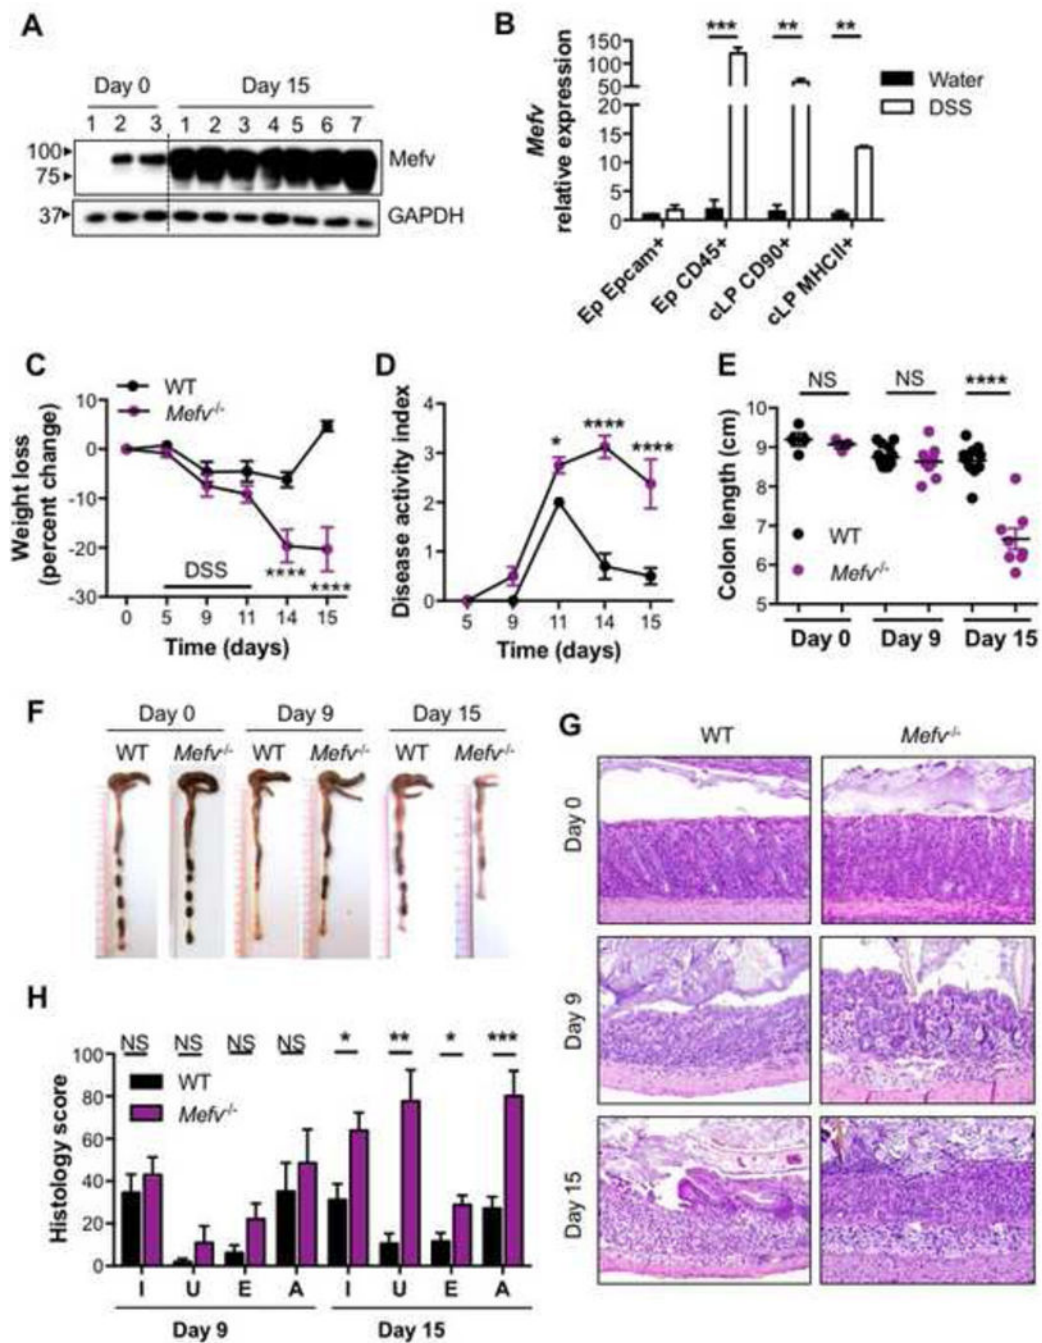 A
Day 0 Day 15
1 2 3 1 2 3 4 5 6 7
100
75
Mefv
37
GAPDH
B
Mefv
relative expression
150
100
50
20
15
10
5
0
*** ** **
Water
DSS
Ep Epcam+
Ep CD45+
cLP CD90+
cLP MHCII+
C
WT
Mefv-/-
Weight loss
(percent change)
10
0
-10
-20
-30
DSS
****
****
0 5 9 11 14 15
Time (days)
D
Disease activity index
4
3
2
1
0
*
****
****
5 9 11 14 15
Time (days)
E
NS NS ****
Colon length (cm)
10
9
8
7
6
5
WT
Mefv-/-
Day 0 Day 9 Day 15
F
Day 0 Day 9 Day 15
WT Mefv-/- WT Mefv-/- WT Mefv-/-
G
WT Mefv-/-
Day 0
Day 9
Day 15
H
NS NS NS NS * ** * ***
Histology score
100
80
60
40
20
0
WT
Mefv-/-
I U E A I U E A
Day 9 Day 15